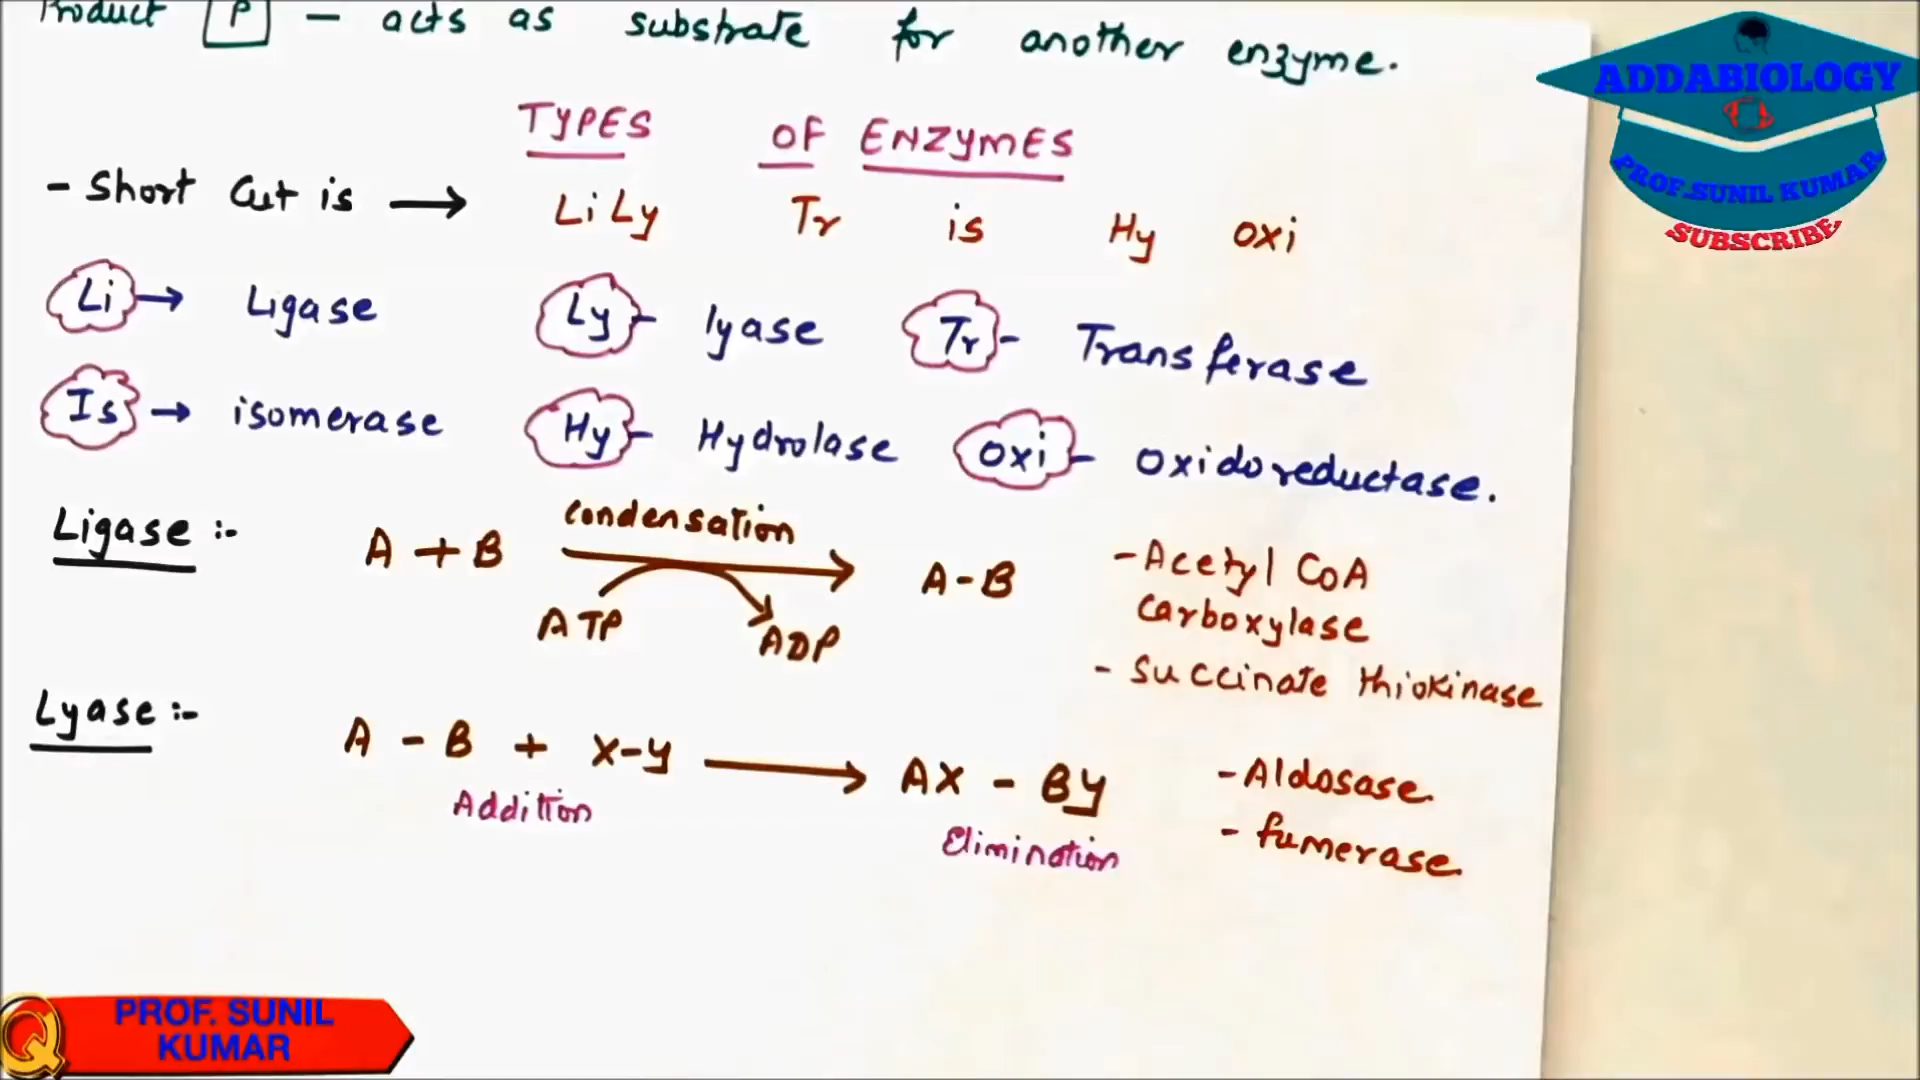 Product P - acts as substrate for another enzyme.
TYPES OF ENZYMES
- Short Cut is → LiLy Tr is Hy oxi
Li → Ligase Ly - lyase Tr - Transferase
Is → isomerase Hy - Hydrolase oxi - oxidoreductase.
Ligase :- A + B condensation A - B
ATP ADP
- Acetyl CoA
carboxylase
- Succinate thiokinase
Lyase :- A - B + X-Y → AX - BY
Addition Elimination
- Aldosase
- fumerase
ADDABIOLOGY
PROF.SUNIL KUMAR
SUBSCRIBE
PROF. SUNIL
KUMAR